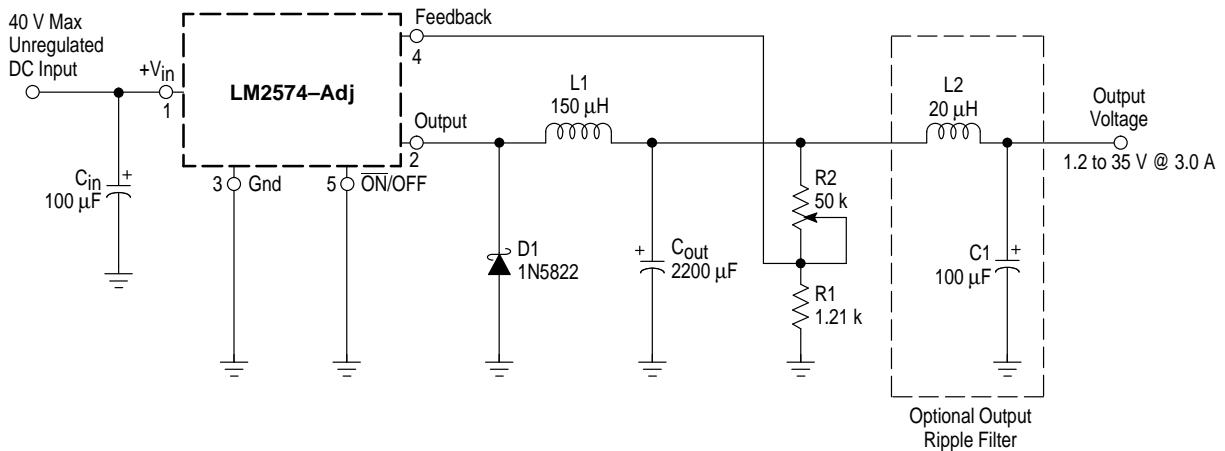 40 V Max
Unregulated
DC Input
+Vin
1
Cin
100 µF
+
LM2574–Adj
Feedback
4
Output
2
3
Gnd
5
ON/OFF
L1
150 µH
D1
1N5822
+
Cout
2200 µF
R2
50 k
R1
1.21 k
L2
20 µH
C1
100 µF
+
Output
Voltage
1.2 to 35 V @ 3.0 A
Optional Output
Ripple Filter